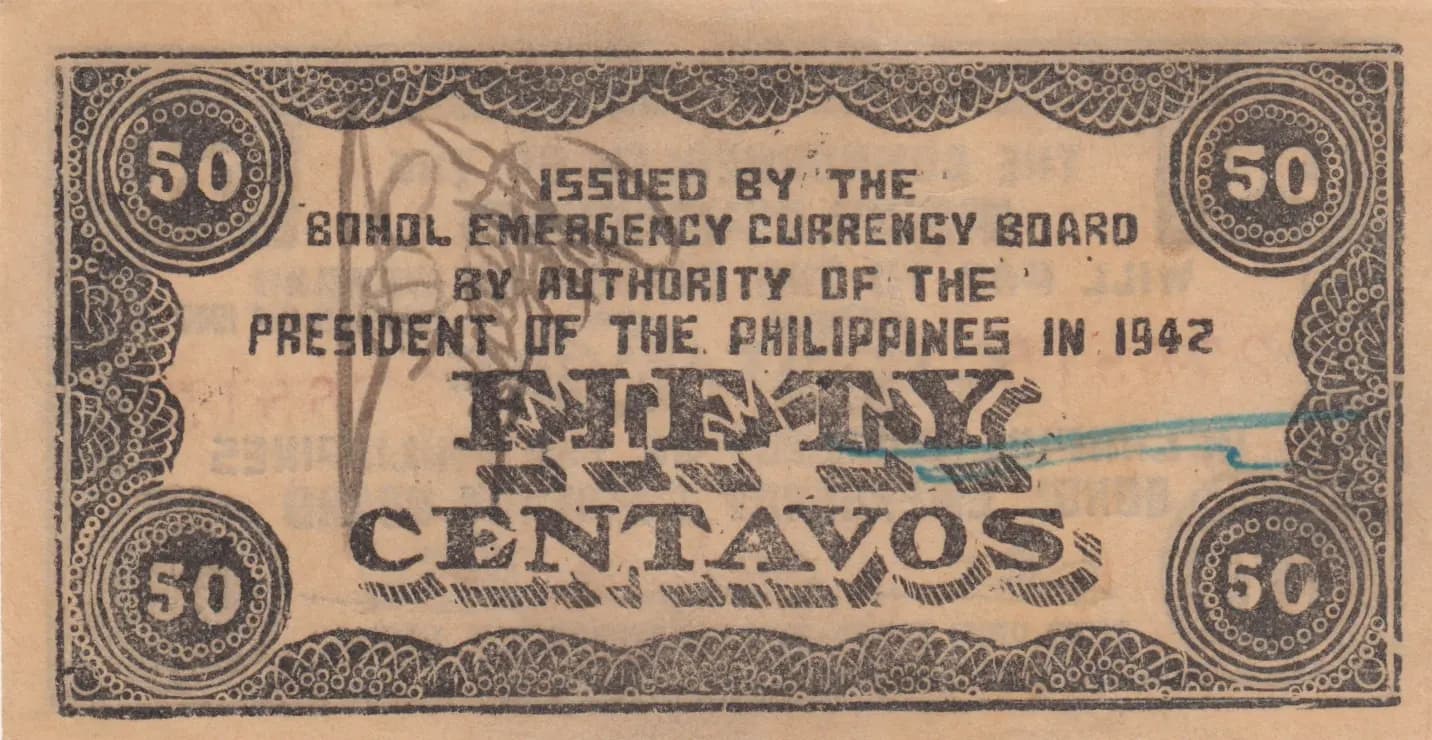 50 50
ISSUED BY THE
BOHOL EMERGENCY CURRENCY BOARD
BY AUTHORITY OF THE
PRESIDENT OF THE PHILIPPINES IN 1942
FIFTY
CENTAVOS
50 50